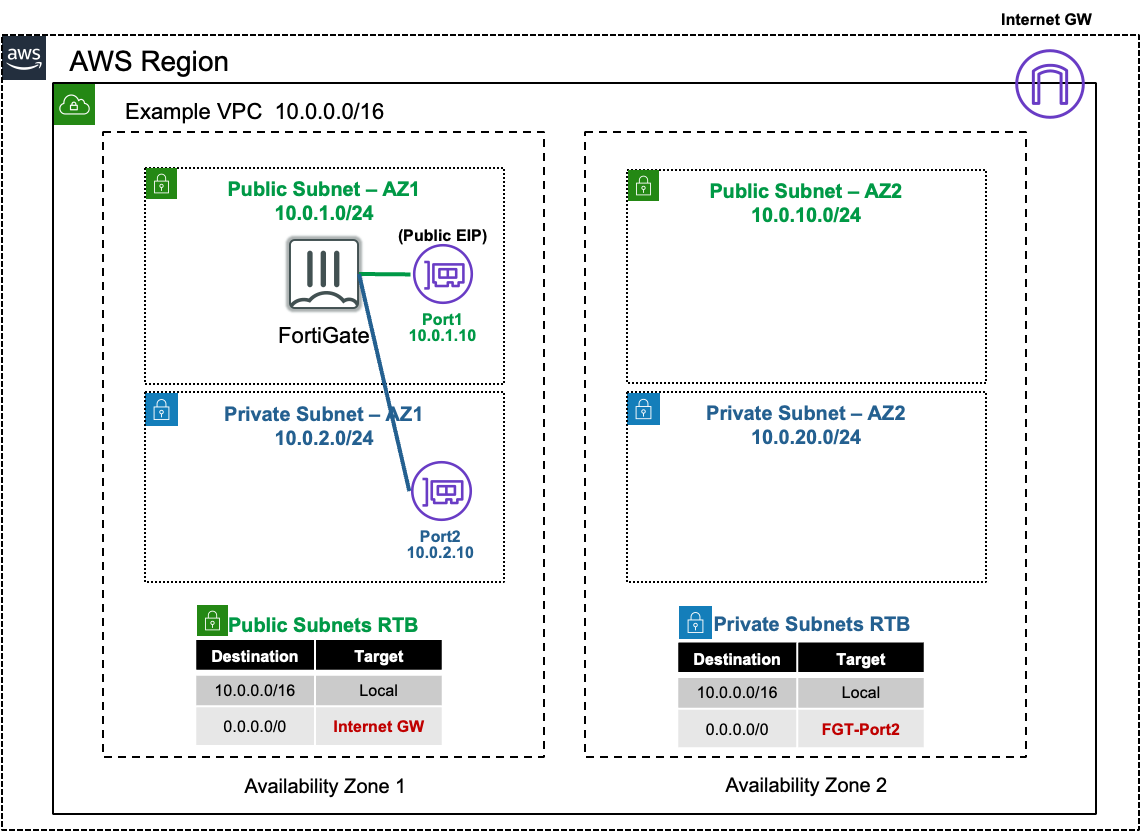 Internet GW
aws
AWS Region
Example VPC 10.0.0.0/16
Public Subnet – AZ1
10.0.1.0/24
(Public EIP)
FortiGate
Port1
10.0.1.10
Private Subnet – AZ1
10.0.2.0/24
Port2
10.0.2.10
Public Subnets RTB
Destination Target
10.0.0.0/16 Local
0.0.0.0/0 Internet GW
Availability Zone 1
Public Subnet – AZ2
10.0.10.0/24
Private Subnet – AZ2
10.0.20.0/24
Private Subnets RTB
Destination Target
10.0.0.0/16 Local
0.0.0.0/0 FGT-Port2
Availability Zone 2